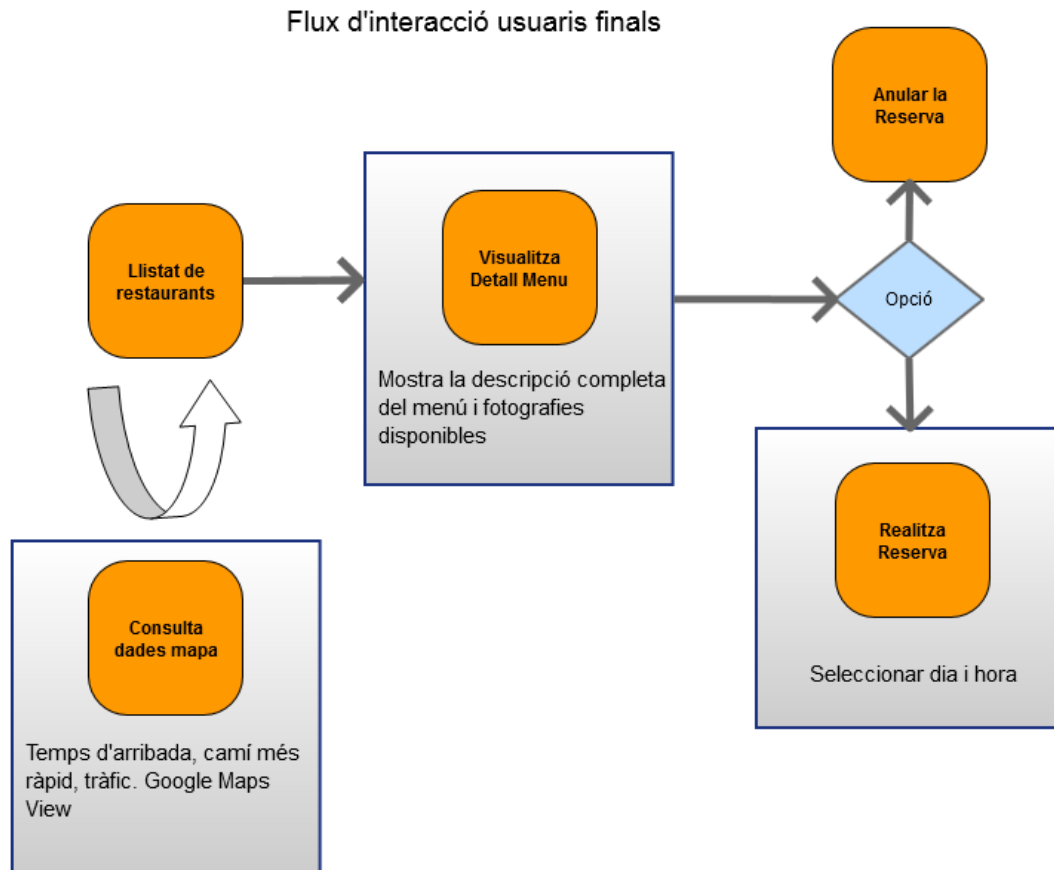 Flux d'interacció usuaris finals
Anular la
Reserva
Llistat de
restaurants
Visualitza
Detall Menu
Opció
Mostra la descripció completa
del menú i fotografies
disponibles
Realitza
Reserva
Seleccionar dia i hora
Consulta
dades mapa
Temps d'arribada, camí més
ràpid, tràfic. Google Maps
View